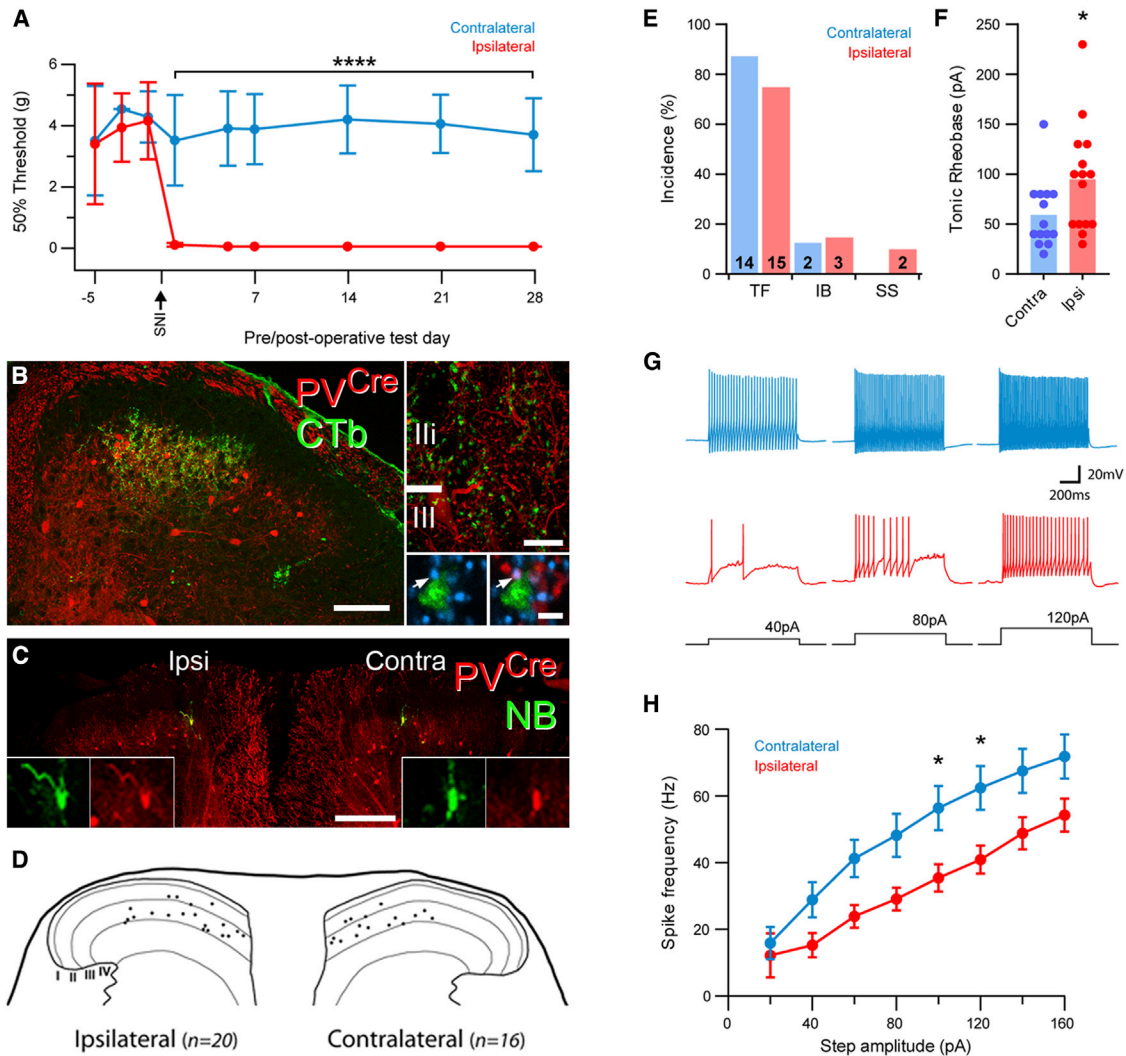 A
Contralateral
Ipsilateral
****
50% Threshold (g)
6
4
2
0
-5
7
14
21
28
SNI
Pre/post-operative test day
B
PVCre
CTb
IIi
III
C
Ipsi
Contra
PVCre
NB
D
I II III IV
Ipsilateral (n=20)
Contralateral (n=16)
E
Contralateral
Ipsilateral
Incidence (%)
100
80
60
40
20
0
14 15 2 3 2
TF IB SS
F
*
Tonic Rheobase (pA)
250
200
150
100
50
0
Contra
Ipsi
G
20mV
200ms
40pA
80pA
120pA
H
Contralateral
Ipsilateral
* *
Spike frequency (Hz)
80
60
40
20
0
0 40 80 120 160
Step amplitude (pA)